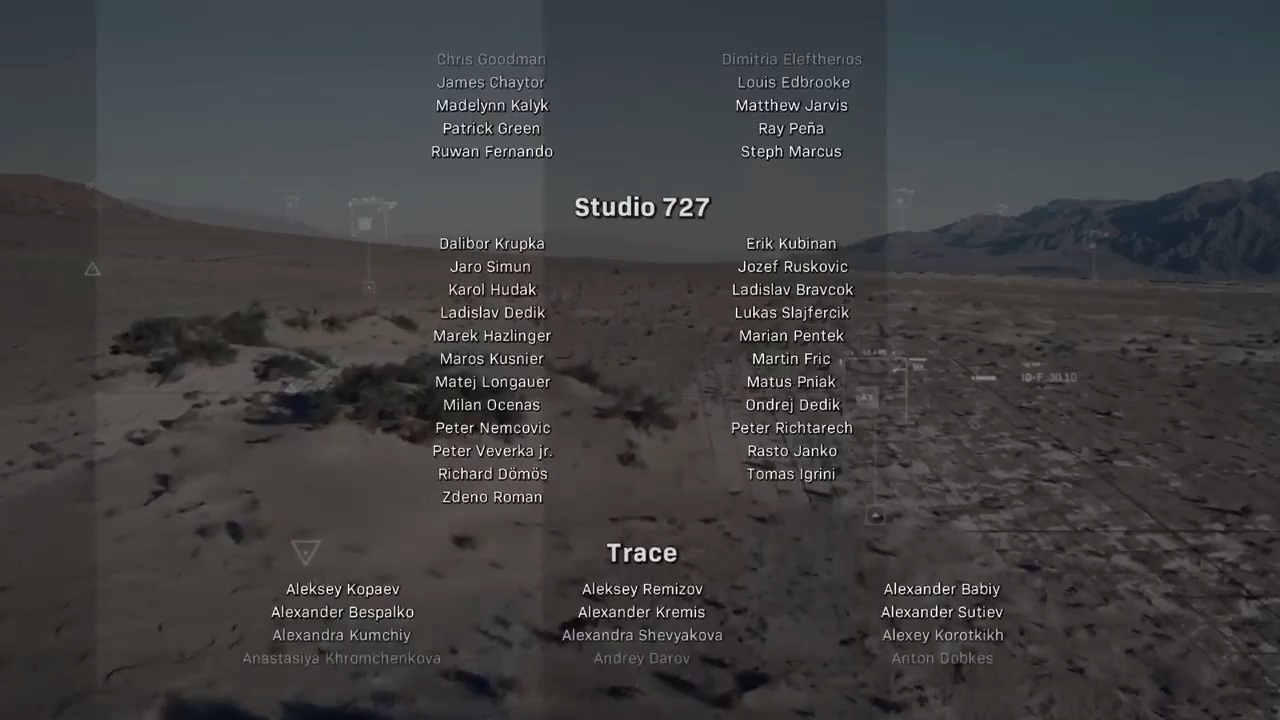 Chris Goodman Dimitria Eleftherios
James Chaytor Louis Edbrooke
Madelynn Kalyk Matthew Jarvis
Patrick Green Ray Peña
Ruwan Fernando Steph Marcus
Studio 727
Dalibor Krupka Erik Kubinan
Jaro Simun Jozef Ruskovic
Karol Hudak Ladislav Bravcok
Ladislav Dedik Lukas Slajfercik
Marek Hazlinger Marian Pentek
Maros Kusnier Martin Fric
Matej Longauer Matus Pniak
ID-F 30.10
Milan Ocenas Ondrej Dedik
Peter Nemcovic Peter Richtarech
Peter Veverka jr. Rasto Janko
Richard Dömös Tomas Igrini
Zdeno Roman
Trace
Aleksey Kopaev Aleksey Remizov Alexander Babiy
Alexander Bespalko Alexander Kremis Alexander Sutiev
Alexandra Kumchiy Alexandra Shevyakova Alexey Korotkikh
Anastasiya Khromchenkova Andrey Darov Anton Dobkes